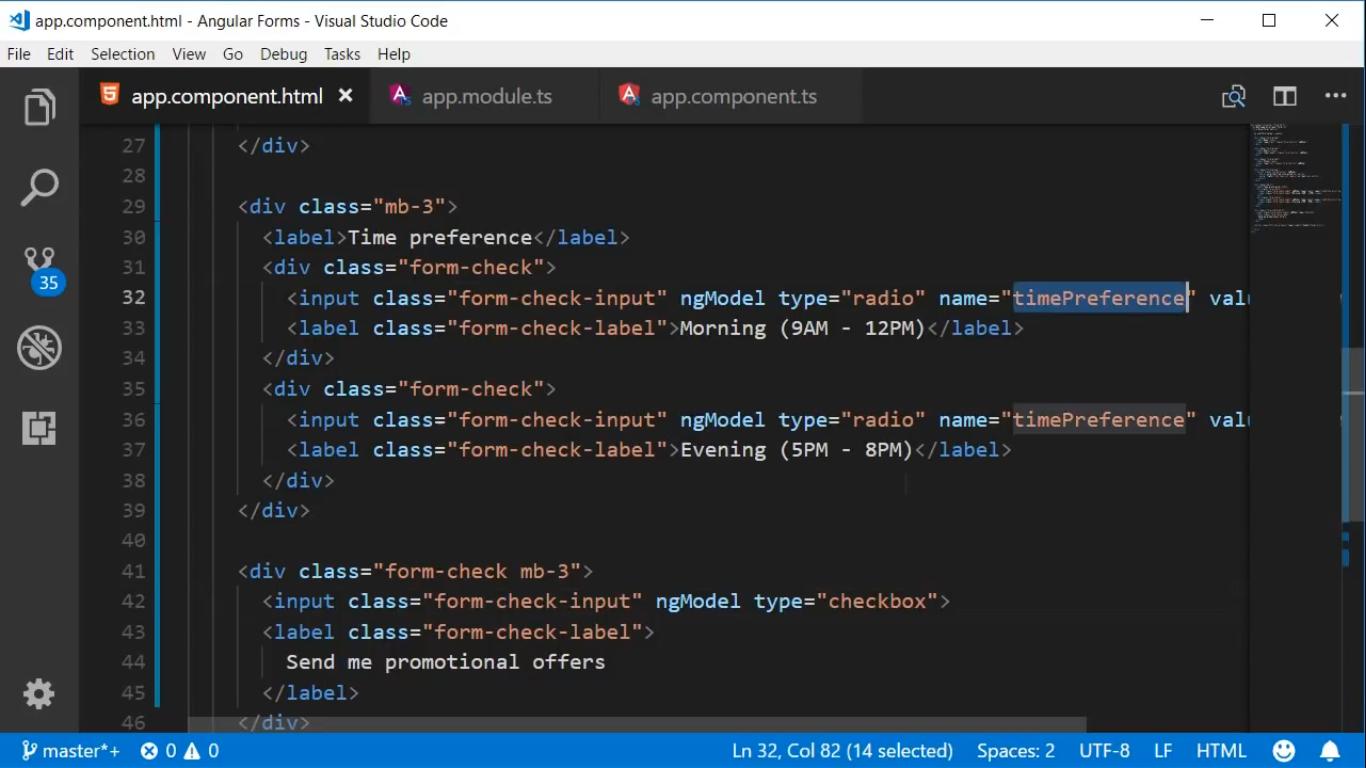 app.component.html - Angular Forms - Visual Studio Code
File Edit Selection View Go Debug Tasks Help
app.component.html app.module.ts app.component.ts
27 </div>
28
29 <div class="mb-3">
30 <label>Time preference</label>
31 <div class="form-check">
32 <input class="form-check-input" ngModel type="radio" name="timePreference" valu
33 <label class="form-check-label">Morning (9AM - 12PM)</label>
34 </div>
35 <div class="form-check">
36 <input class="form-check-input" ngModel type="radio" name="timePreference" valu
37 <label class="form-check-label">Evening (5PM - 8PM)</label>
38 </div>
39 </div>
40
41 <div class="form-check mb-3">
42 <input class="form-check-input" ngModel type="checkbox">
43 <label class="form-check-label">
44 Send me promotional offers
45 </label>
46 </div>
35
master*+ 0 0 Ln 32, Col 82 (14 selected) Spaces: 2 UTF-8 LF HTML